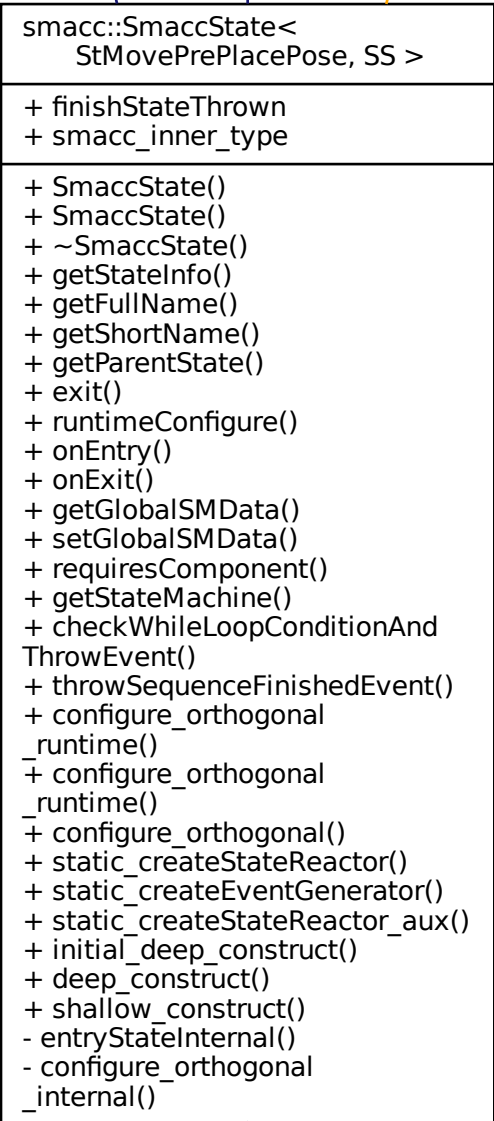 smacc::SmaccState<
StMovePrePlacePose, SS >
+ finishStateThrown
+ smacc_inner_type
+ SmaccState()
+ SmaccState()
+ ~SmaccState()
+ getStateInfo()
+ getFullName()
+ getShortName()
+ getParentState()
+ exit()
+ runtimeConfigure()
+ onEntry()
+ onExit()
+ getGlobalSMData()
+ setGlobalSMData()
+ requiresComponent()
+ getStateMachine()
+ checkWhileLoopConditionAnd
ThrowEvent()
+ throwSequenceFinishedEvent()
+ configure_orthogonal
_runtime()
+ configure_orthogonal
_runtime()
+ configure_orthogonal()
+ static_createStateReactor()
+ static_createEventGenerator()
+ static_createStateReactor_aux()
+ initial_deep_construct()
+ deep_construct()
+ shallow_construct()
- entryStateInternal()
- configure_orthogonal
_internal()